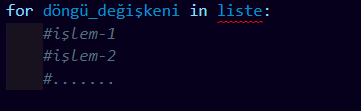 for döngü_değişkeni in liste:
#işlem-1
#işlem-2
#.......